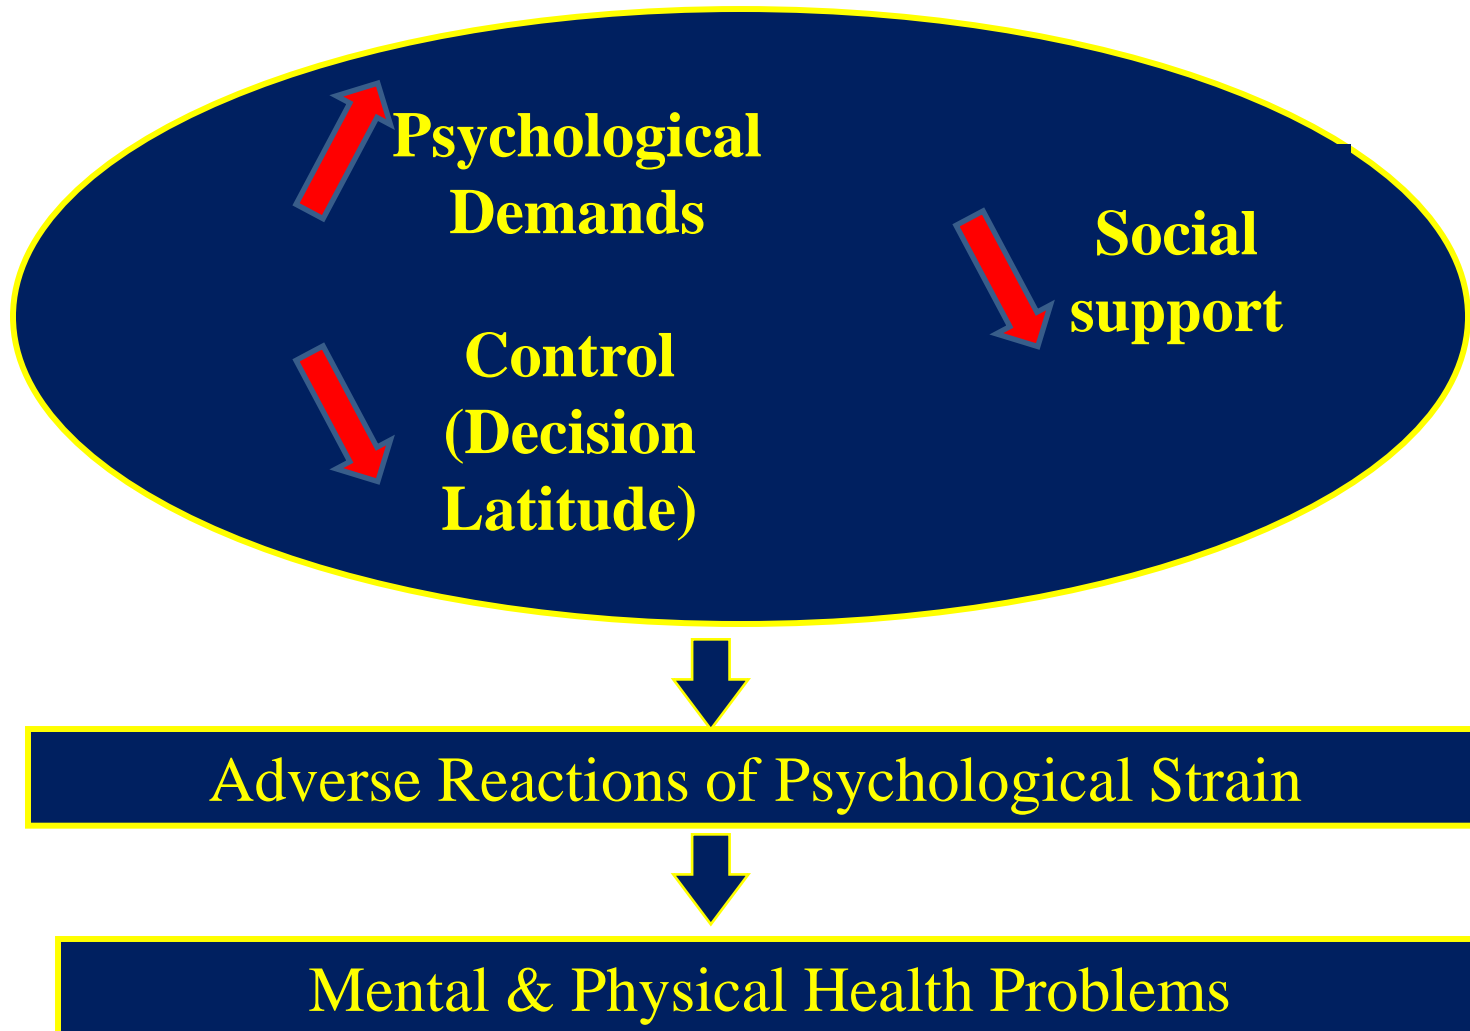 Psychological
Demands
Control
(Decision
Latitude)
Social
support
Adverse Reactions of Psychological Strain
Mental & Physical Health Problems